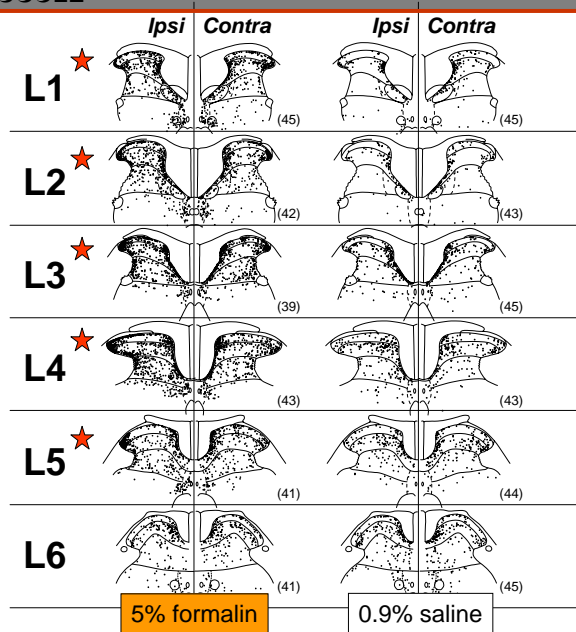 Ipsi Contra Ipsi Contra
L1 (45) (45)
L2 (42) (43)
L3 (39) (45)
L4 (43) (43)
L5 (41) (44)
L6 (41) (45)
5% formalin 0.9% saline